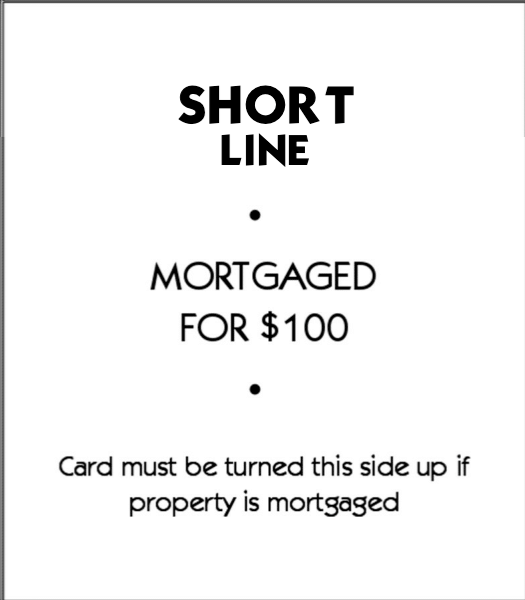 SHORT
LINE
•
MORTGAGED
FOR $100
•
Card must be turned this side up if
property is mortgaged